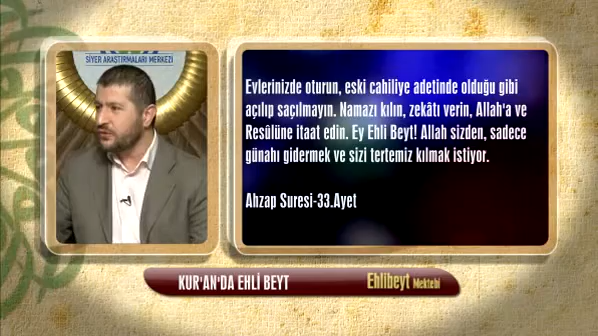 SİYER ARAŞTIRMALARI MERKEZİ
Evlerinizde oturun, eski cahiliye adetinde olduğu gibi
açılıp saçılmayın. Namazı kılın, zekâtı verin, Allah'a ve
Resûlüne itaat edin. Ey Ehli Beyt! Allah sizden, sadece
günahı gidermek ve sizi tertemiz kılmak istiyor.
Ahzap Suresi-33.Ayet
KUR'AN'DA EHLİ BEYT
Ehlibeyt Mektebi